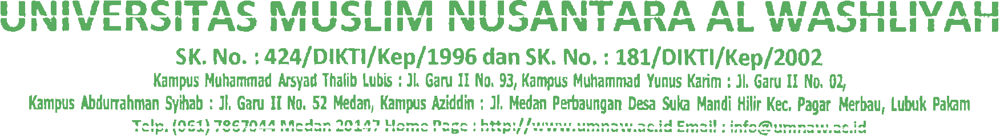 UNIVERSITAS MUSLIM NUSANTARA AL WASHLIYAH
SK. No. : 424/DIKTI/Kep/1996 dan SK. No. : 181/DIKTI/Kep/2002
Kampus Muhammad Arsyad Thalib Lubis : Jl. Garu II No. 93, Kampus Muhammad Yunus Karim : Jl. Garu II No. 02,
Kampus Abdurrahman Syihab : Jl. Garu II No. 52 Medan, Kampus Aziddin : Jl. Medan Perbaungan Desa Suka Mandi Hilir Kec. Pagar Merbau, Lubuk Pakam
Telp. (061) 7867044 Medan 20147 Home Page : http://www.umnaw.ac.id Email : info@umnaw.ac.id